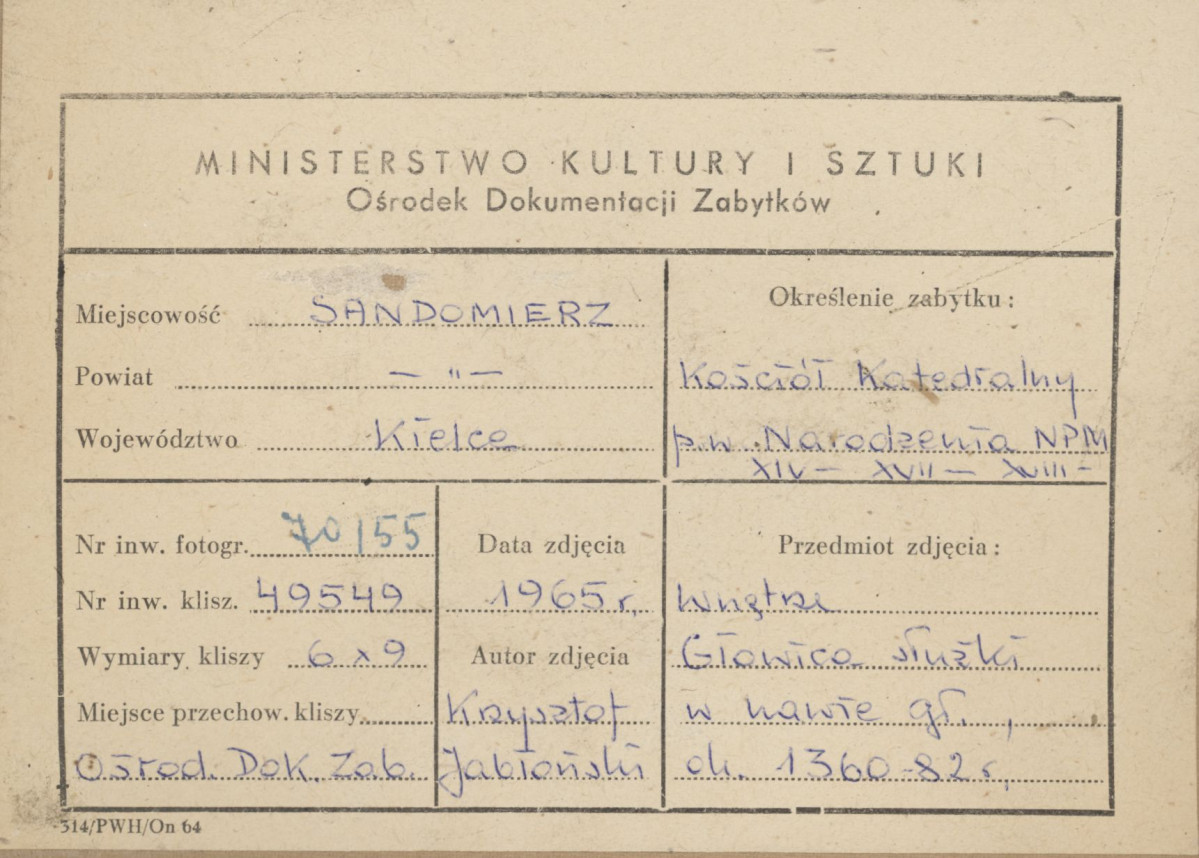 MINISTERSTWO KULTURY I SZTUKI
Ośrodek Dokumentacji Zabytków
Miejscowość SANDOMIERZ
Powiat — " —
Województwo Kielce
Określenie zabytku:
Kościół Katedralny
p.w. Narodzenia NPM
XIV — XVII — XVIII -
Nr inw. fotogr. 70/55
Nr inw. klisz. 49549
Wymiary kliszy 6 x 9
Miejsce przechow. kliszy
Ośrod. Dok. Zab.
Data zdjęcia
1965 r.
Autor zdjęcia
Krzysztof
Jabłoński
Przedmiot zdjęcia:
Wnętrze
Głowica służki
w nawie gł.,
ok. 1360-82 r.
314/PWH/On 64